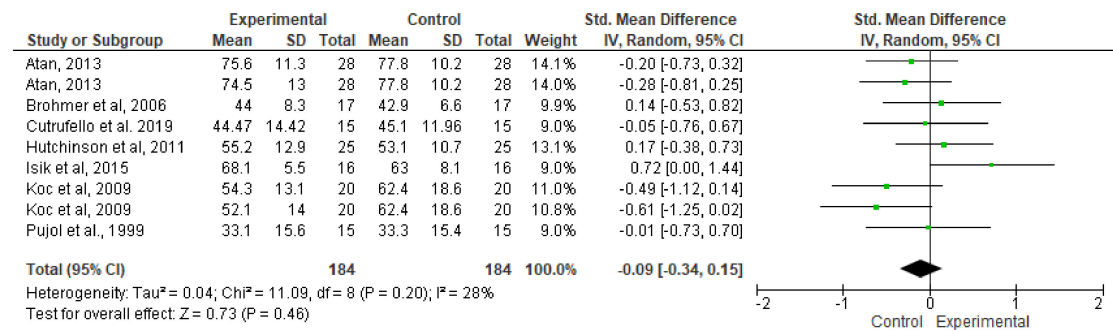 Experimental Control Std. Mean Difference Std. Mean Difference
Study or Subgroup Mean SD Total Mean SD Total Weight IV, Random, 95% CI IV, Random, 95% CI
Atan, 2013 75.6 11.3 28 77.8 10.2 28 14.1% -0.20 [-0.73, 0.32]
Atan, 2013 74.5 13 28 77.8 10.2 28 14.0% -0.28 [-0.81, 0.25]
Brohmer et al, 2006 44 8.3 17 42.9 6.6 17 9.9% 0.14 [-0.53, 0.82]
Cutrufello et al. 2019 44.47 14.42 15 45.1 11.96 15 9.0% -0.05 [-0.76, 0.67]
Hutchinson et al, 2011 55.2 12.9 25 53.1 10.7 25 13.1% 0.17 [-0.38, 0.73]
Isik et al, 2015 68.1 5.5 16 63 8.1 16 9.0% 0.72 [0.00, 1.44]
Koc et al, 2009 54.3 13.1 20 62.4 18.6 20 11.0% -0.49 [-1.12, 0.14]
Koc et al, 2009 52.1 14 20 62.4 18.6 20 10.8% -0.61 [-1.25, 0.02]
Pujol et al., 1999 33.1 15.6 15 33.3 15.4 15 9.0% -0.01 [-0.73, 0.70]
Total (95% CI) 184 184 100.0% -0.09 [-0.34, 0.15]
Heterogeneity: Tau² = 0.04; Chi² = 11.09, df = 8 (P = 0.20); I² = 28%
Test for overall effect: Z = 0.73 (P = 0.46)
-2 -1 0 1 2
Control Experimental